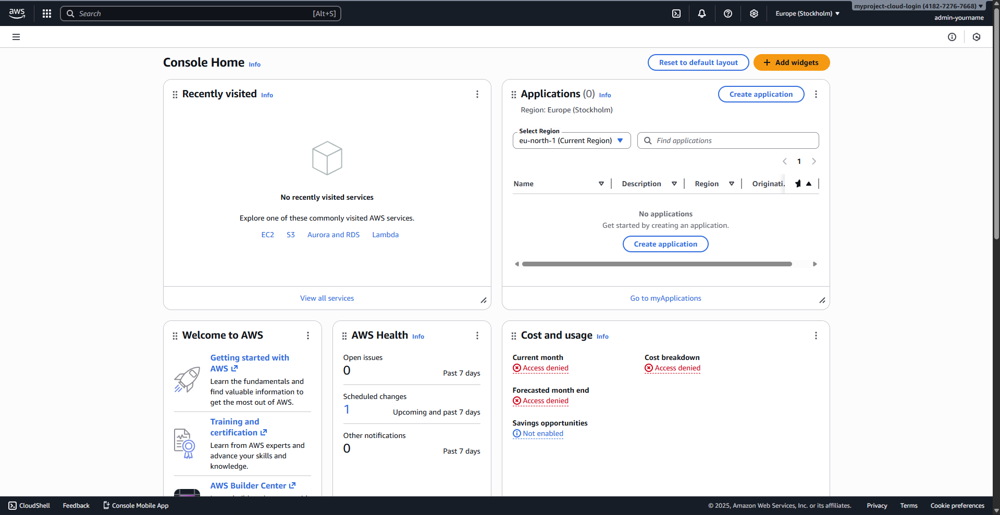 aws
Search
[Alt+S]
Europe (Stockholm)
myproject-cloud-login (4182-7276-7668)
admin-yourname
Console Home Info
Reset to default layout
Add widgets
Recently visited Info
No recently visited services
Explore one of these commonly visited AWS services.
EC2 S3 Aurora and RDS Lambda
View all services
Applications (0) Info
Create application
Region: Europe (Stockholm)
Select Region
eu-north-1 (Current Region)
Find applications
1
Name Description Region Originati.
No applications
Get started by creating an application.
Create application
Go to myApplications
Welcome to AWS
Getting started with
AWS
Learn the fundamentals and
find valuable information to
get the most out of AWS.
Training and
certification
Learn from AWS experts and
advance your skills and
knowledge.
AWS Builder Center
AWS Health Info
Open issues
0
Past 7 days
Scheduled changes
1
Upcoming and past 7 days
Other notifications
0
Past 7 days
Cost and usage Info
Current month
Access denied
Cost breakdown
Access denied
Forecasted month end
Access denied
Savings opportunities
Not enabled
CloudShell Feedback Console Mobile App
© 2025, Amazon Web Services, Inc. or its affiliates. Privacy Terms Cookie preferences